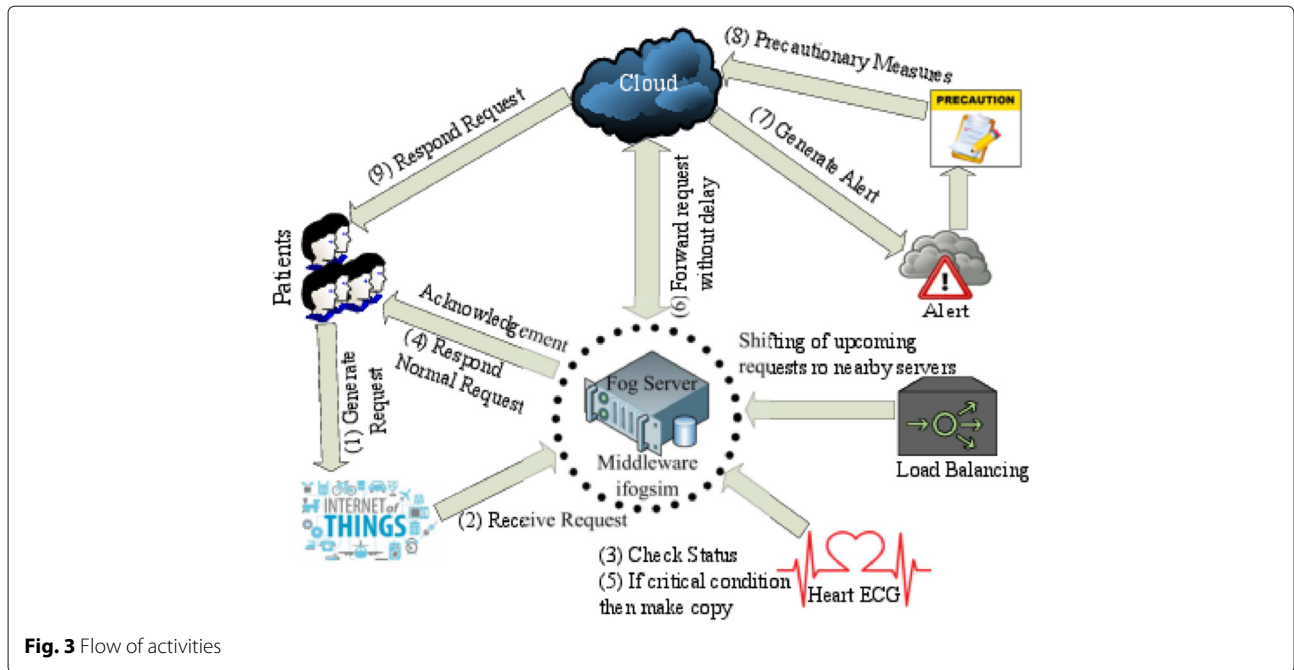 (8) Precautionary Measures
Cloud
PRECAUTION
(9) Respond Request
(7) Generate Alert
Patients
(6) Forward request
without delay
Alert
Acknowledgement
(4) Respond
Normal Request
Shifting of upcoming
requests ro nearby servers
Fog Server
(1) Generate
Request
Middleware
ifogsim
Load Balancing
INTERNET of
THINGS
(2) Receive Request
(3) Check Status
(5) If critical condition
then make copy
Heart ECG
Fig. 3 Flow of activities